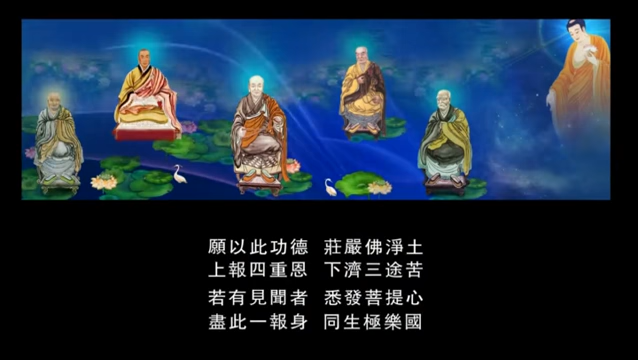 願以此功德 莊嚴佛淨土
上報四重恩 下濟三途苦
若有見聞者 悉發菩提心
盡此一報身 同生極樂國